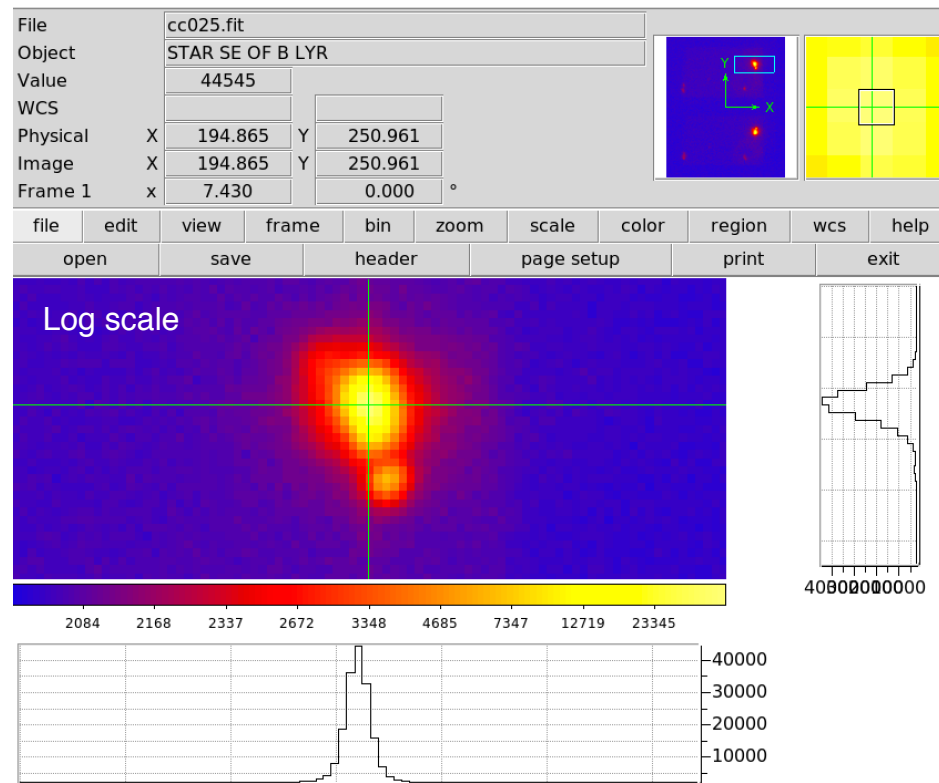 File cc025.fit
Object STAR SE OF B LYR
Value 44545
WCS
Physical X 194.865 Y 250.961
Image X 194.865 Y 250.961
Frame 1 x 7.430 0.000 °
Y
X
file edit view frame bin zoom scale color region wcs help
open save header page setup print exit
Log scale
2084 2168 2337 2672 3348 4685 7347 12719 23345
40000
30000
20000
10000